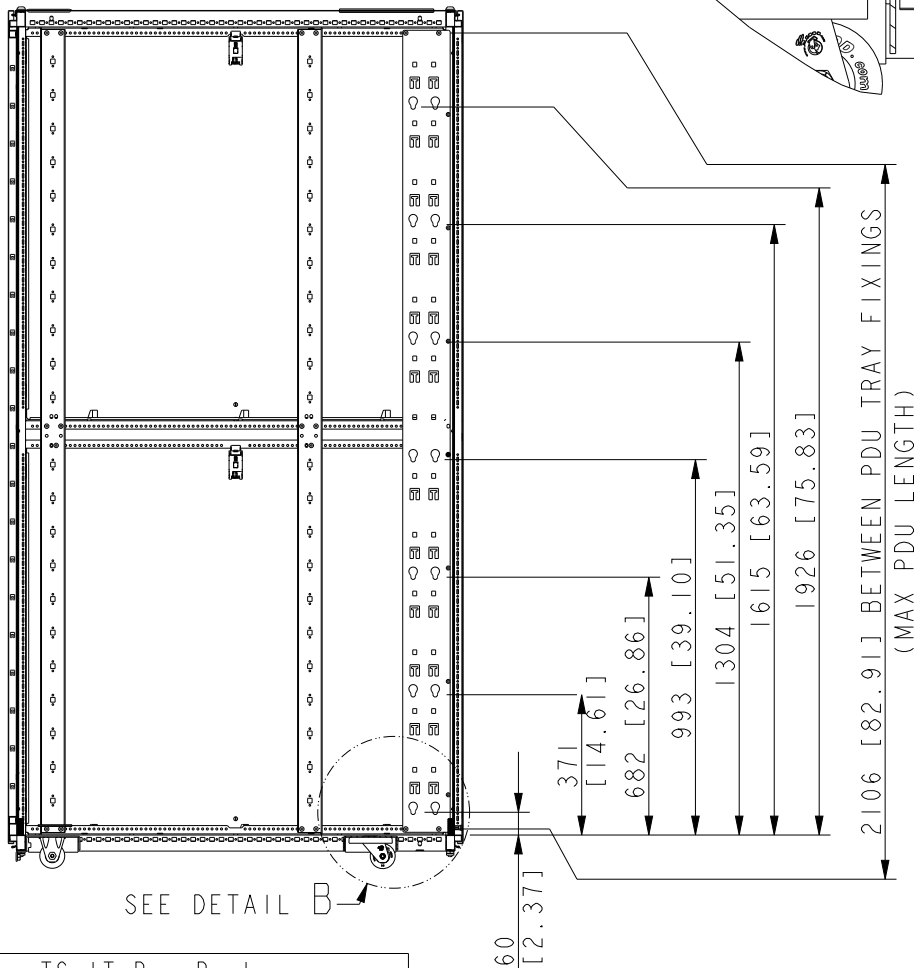 D.com
2106 [82.91] BETWEEN PDU TRAY FIXINGS
(MAX PDU LENGTH)
1926 [75.83]
1615 [63.59]
1304 [51.35]
993 [39.10]
682 [26.86]
371
[14.61]
60
[2.37]
SEE DETAIL B